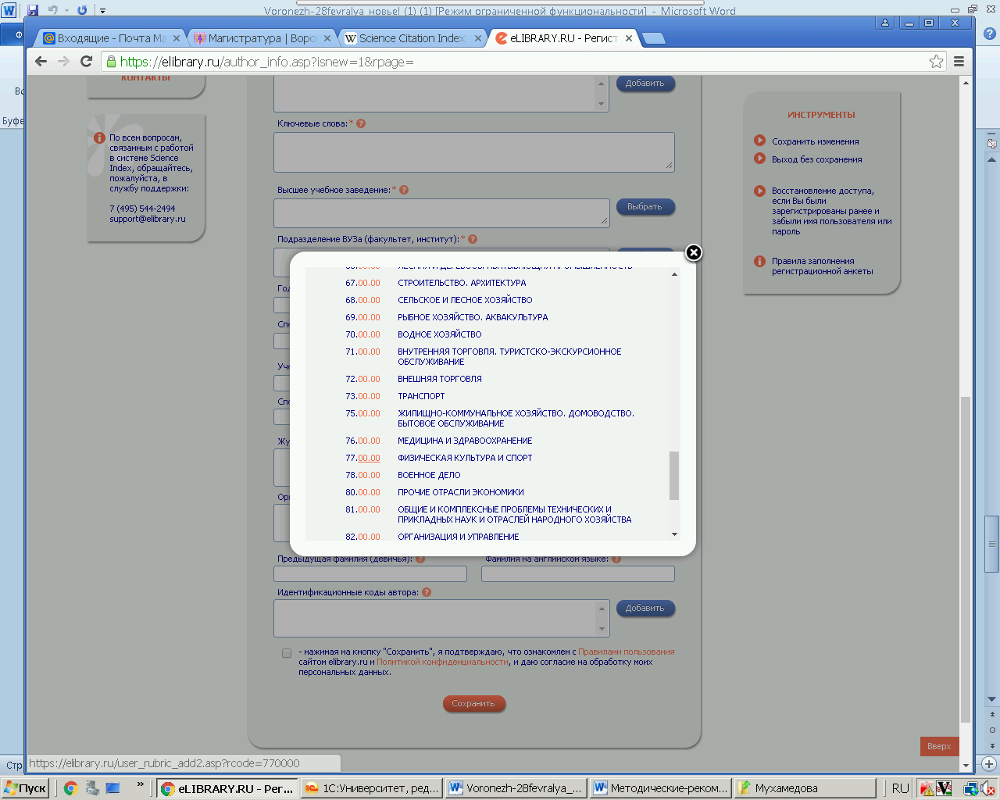 Voronezh-28fevralya_новье! (1) (1) [Режим ограниченной функциональности] - Microsoft Word
Входящие - Почта Ma
Магистратура | Воро
Science Citation Index
eLIBRARY.RU - Регист
https://elibrary.ru/author_info.asp?isnew=1&rpage=
Ф
Вс
Буфе
КОНТАКТЫ
По всем вопросам,
связанным с работой
в системе Science
Index, обращайтесь,
пожалуйста, в
службу поддержки:
7 (495) 544-2494
support@elibrary.ru
Добавить
Ключевые слова: *
Высшее учебное заведение: *
Выбрать
Подразделение ВУЗа (факультет, институт): *
Год
Спе
Уче
Спе
Жу
Орг
67.00.00 СТРОИТЕЛЬСТВО. АРХИТЕКТУРА
68.00.00 СЕЛЬСКОЕ И ЛЕСНОЕ ХОЗЯЙСТВО
69.00.00 РЫБНОЕ ХОЗЯЙСТВО. АКВАКУЛЬТУРА
70.00.00 ВОДНОЕ ХОЗЯЙСТВО
71.00.00 ВНУТРЕННЯЯ ТОРГОВЛЯ. ТУРИСТСКО-ЭКСКУРСИОННОЕ
ОБСЛУЖИВАНИЕ
72.00.00 ВНЕШНЯЯ ТОРГОВЛЯ
73.00.00 ТРАНСПОРТ
75.00.00 ЖИЛИЩНО-КОММУНАЛЬНОЕ ХОЗЯЙСТВО. ДОМОВОДСТВО.
БЫТОВОЕ ОБСЛУЖИВАНИЕ
76.00.00 МЕДИЦИНА И ЗДРАВООХРАНЕНИЕ
77.00.00 ФИЗИЧЕСКАЯ КУЛЬТУРА И СПОРТ
78.00.00 ВОЕННОЕ ДЕЛО
80.00.00 ПРОЧИЕ ОТРАСЛИ ЭКОНОМИКИ
81.00.00 ОБЩИЕ И КОМПЛЕКСНЫЕ ПРОБЛЕМЫ ТЕХНИЧЕСКИХ И
ПРИКЛАДНЫХ НАУК И ОТРАСЛЕЙ НАРОДНОГО ХОЗЯЙСТВА
82.00.00 ОРГАНИЗАЦИЯ И УПРАВЛЕНИЕ
Предыдущая фамилия (девичья):
Фамилия на английском языке:
Идентификационные коды автора:
Добавить
- нажимая на кнопку "Сохранить", я подтверждаю, что ознакомлен с Правилами пользования
сайтом elibrary.ru и Политикой конфиденциальности, и даю согласие на обработку моих
персональных данных.
Сохранить
ИНСТРУМЕНТЫ
Сохранить изменения
Выход без сохранения
Восстановление доступа,
если Вы были
зарегистрированы ранее и
забыли имя пользователя или
пароль
Правила заполнения
регистрационной анкеты
Вверх
https://elibrary.ru/user_rubric_add2.asp?rcode=770000
Стр
Пуск
eLIBRARY.RU - Рег...
1С:Университет, ред...
Voronezh-28fevralya_...
Методические-реком...
Мухамедова
RU